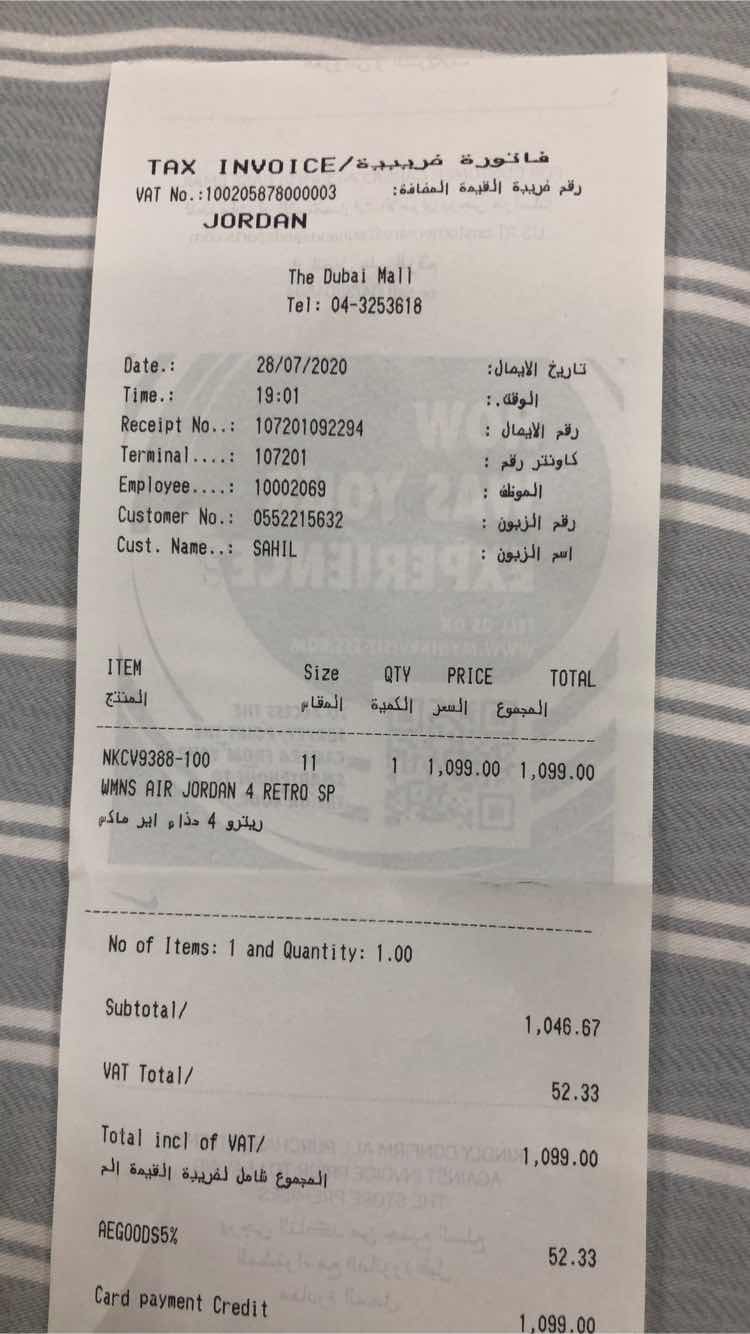 TAX INVOICE/فاتورة ضريبية
VAT No.:100205878000003 رقم ضريبة القيمة المضافة:
JORDAN
The Dubai Mall
Tel: 04-3253618
Date.: 28/07/2020 تاريخ الايصال:
Time.: 19:01 الوقت.:
Receipt No..: 107201092294 رقم الايصال :
Terminal....: 107201 كاونتر رقم :
Employee....: 10002069 الموظف :
Customer No.: 0552215632 رقم الزبون :
Cust. Name..: SAHIL اسم الزبون :
ITEM Size QTY PRICE TOTAL
المنتج المقاس الكمية السعر المجموع
NKCV9388-100 11 1 1,099.00 1,099.00
WMNS AIR JORDAN 4 RETRO SP
ريترو 4 حذاء اير ماكس
No of Items: 1 and Quantity: 1.00
Subtotal/ 1,046.67
VAT Total/ 52.33
Total incl of VAT/ 1,099.00
المجموع شامل لضريبة القيمة الم
AEGOODS5% 52.33
Card payment Credit 1,099.00